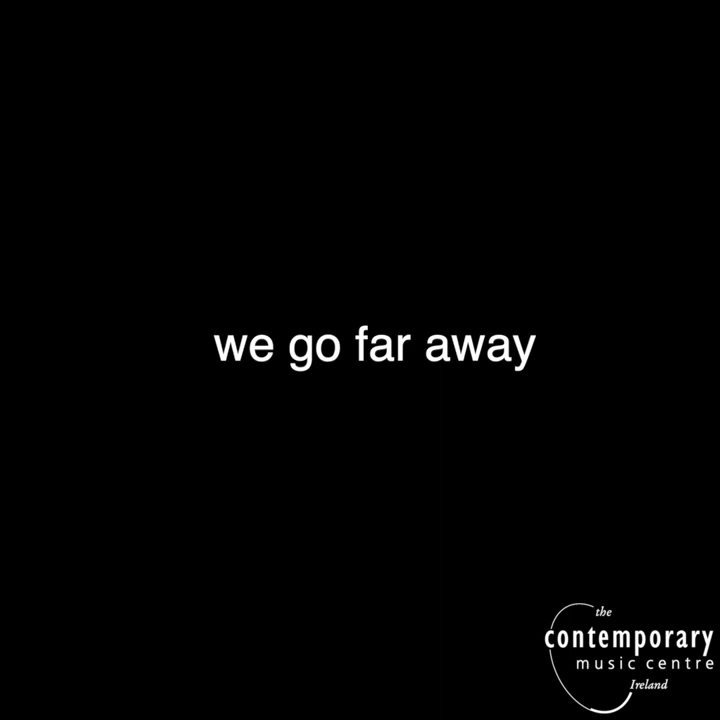 we go far away
the
contemporary
music centre
Ireland